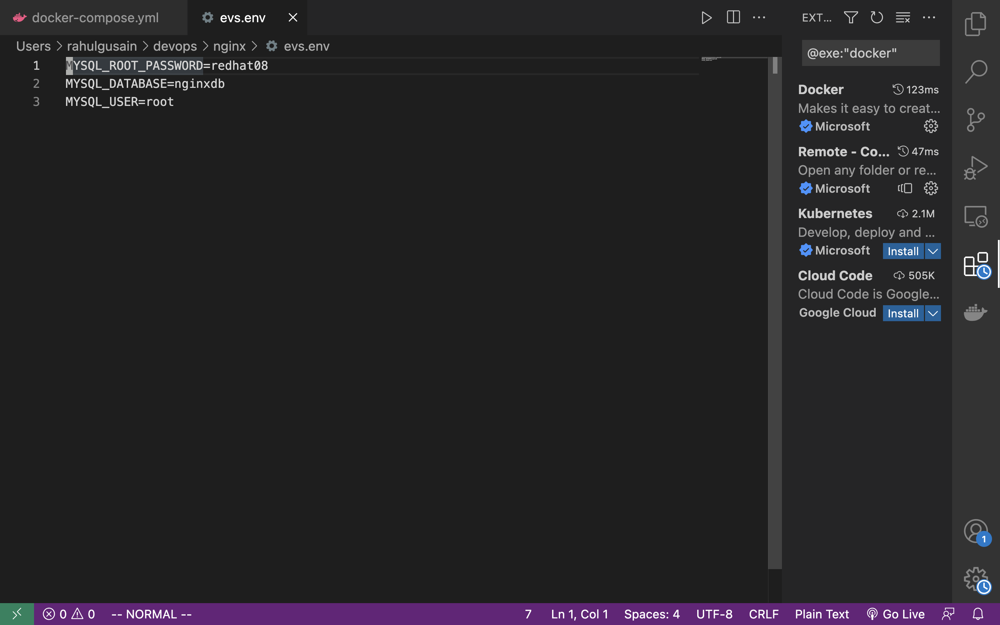 docker-compose.yml
evs.env
EXT...
Users > rahulgusain > devops > nginx > evs.env
@exe:"docker"
1 MYSQL_ROOT_PASSWORD=redhat08
2 MYSQL_DATABASE=nginxdb
3 MYSQL_USER=root
Docker 123ms
Makes it easy to creat...
Microsoft
Remote - Co... 47ms
Open any folder or re...
Microsoft
Kubernetes 2.1M
Develop, deploy and ...
Microsoft Install
Cloud Code 505K
Cloud Code is Google...
Google Cloud Install
1
0 0 -- NORMAL -- 7 Ln 1, Col 1 Spaces: 4 UTF-8 CRLF Plain Text Go Live